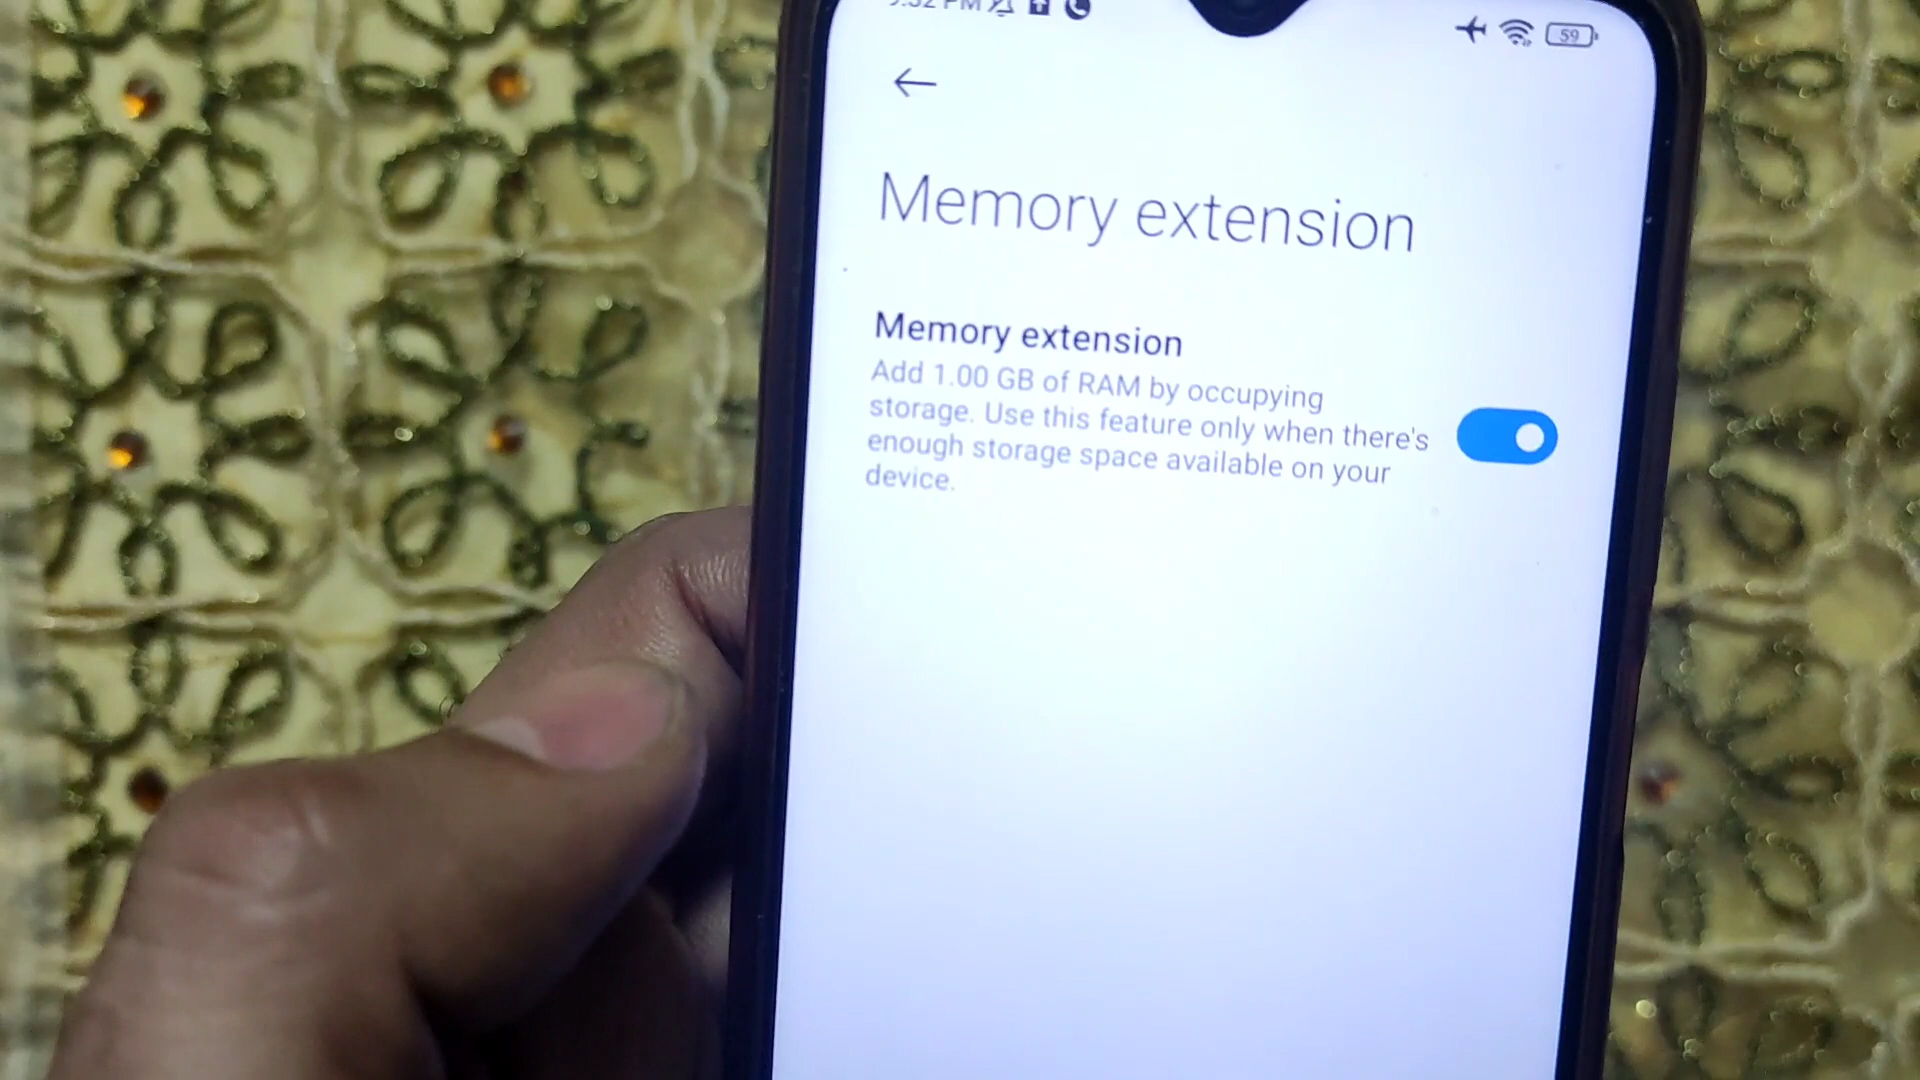 PM
59
Memory extension
Memory extension
Add 1.00 GB of RAM by occupying
storage. Use this feature only when there's
enough storage space available on your
device.